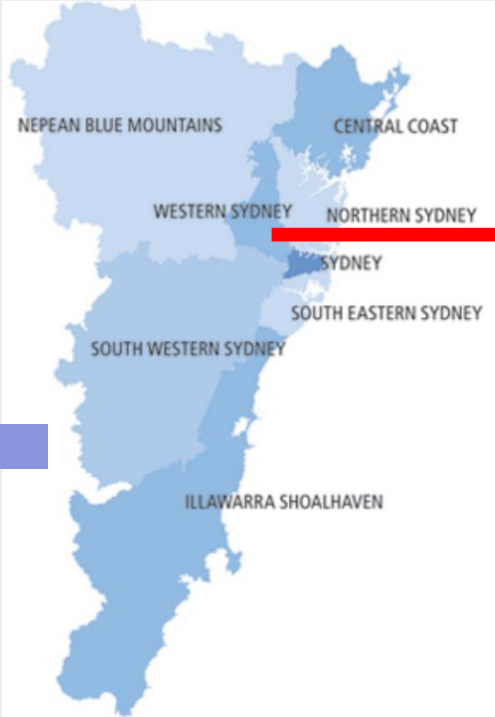 NEPEAN BLUE MOUNTAINS
CENTRAL COAST
WESTERN SYDNEY
NORTHERN SYDNEY
SYDNEY
SOUTH EASTERN SYDNEY
SOUTH WESTERN SYDNEY
ILLAWARRA SHOALHAVEN